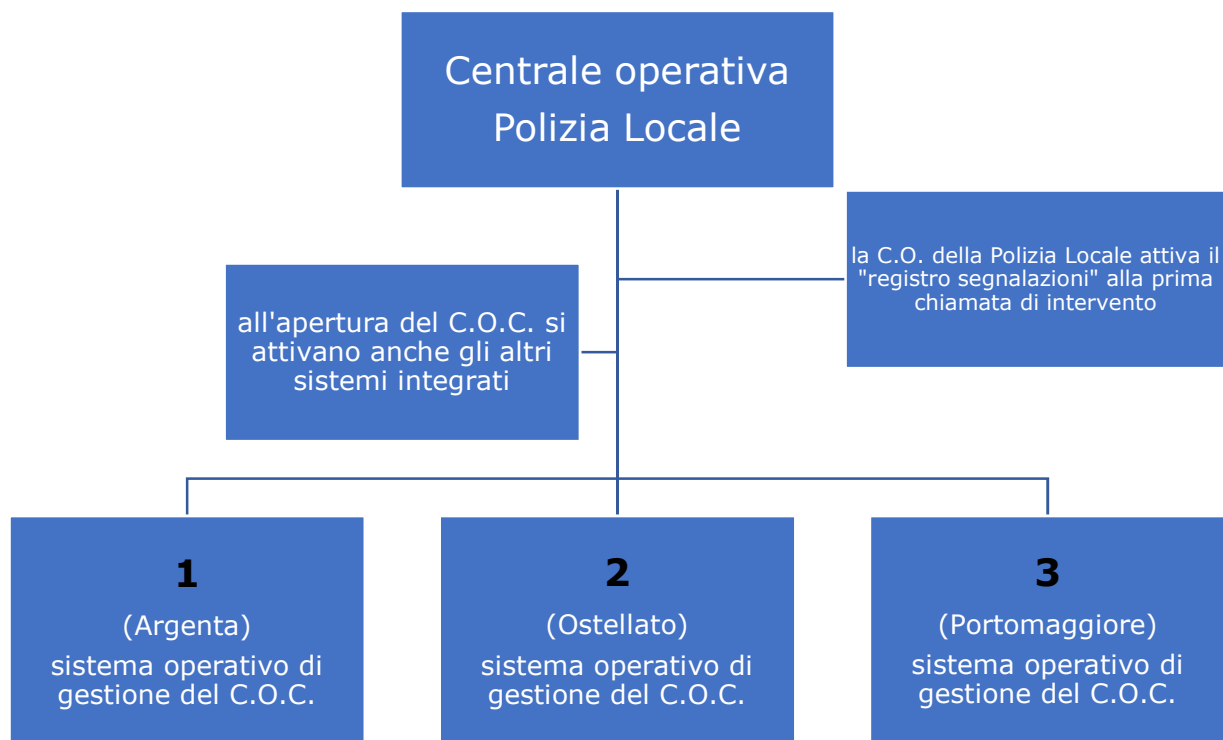 Centrale operativa
Polizia Locale
la C.O. della Polizia Locale attiva il
"registro segnalazioni" alla prima
chiamata di intervento
all'apertura del C.O.C. si
attivano anche gli altri
sistemi integrati
1
(Argenta)
sistema operativo di
gestione del C.O.C.
2
(Ostellato)
sistema operativo di
gestione del C.O.C.
3
(Portomaggiore)
sistema operativo di
gestione del C.O.C.